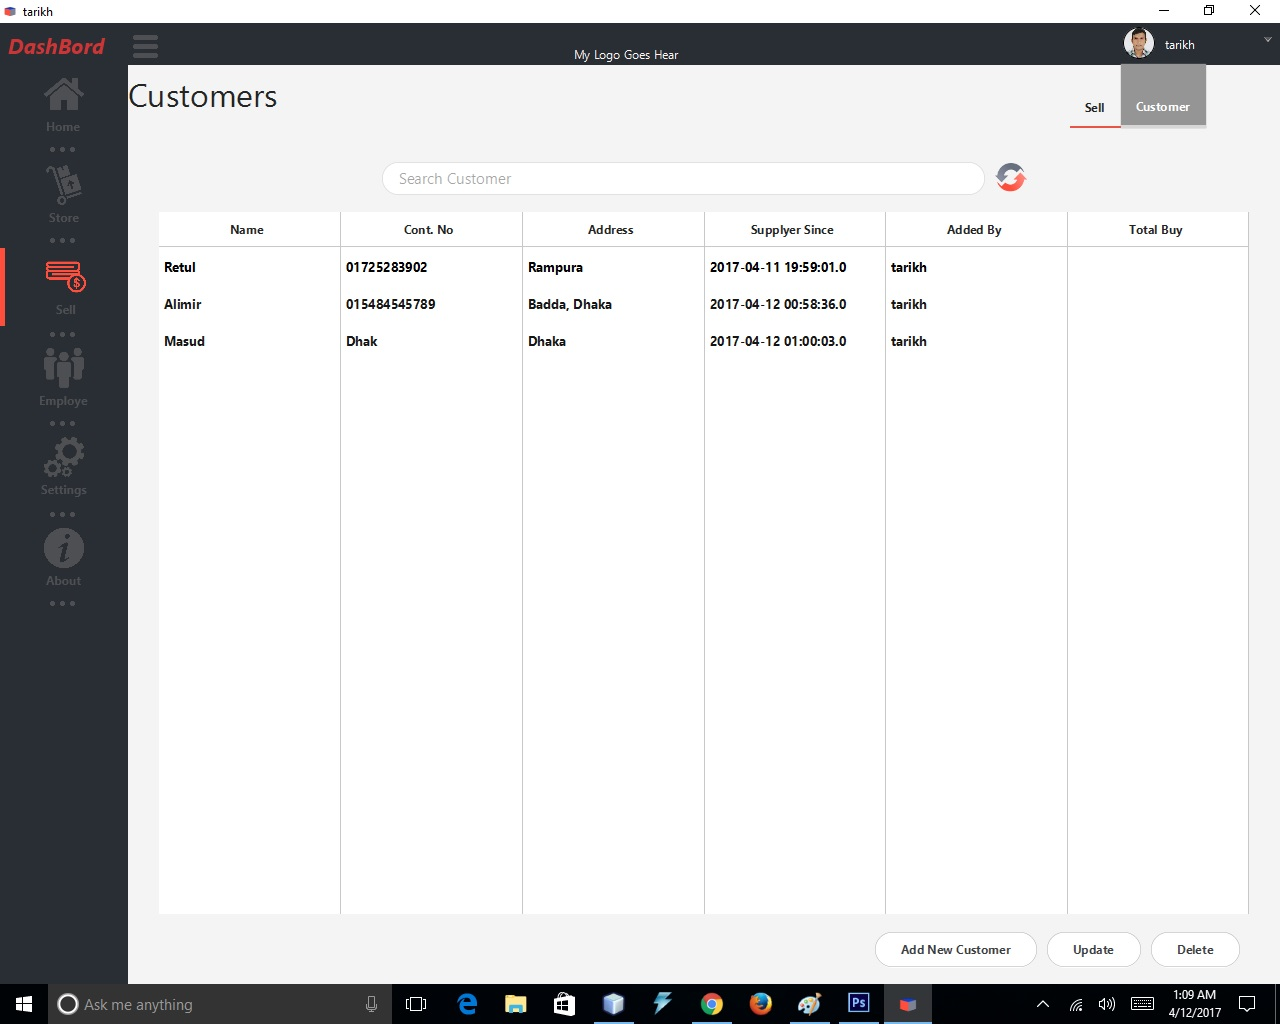 tarikh
DashBord
My Logo Goes Hear
tarikh
Customers
Sell
Customer
Home
Store
Sell
Employe
Settings
About
Search Customer
Name Cont. No Address Supplyer Since Added By Total Buy
Retul 01725283902 Rampura 2017-04-11 19:59:01.0 tarikh
Alimir 015484545789 Badda, Dhaka 2017-04-12 00:58:36.0 tarikh
Masud Dhak Dhaka 2017-04-12 01:00:03.0 tarikh
Add New Customer Update Delete
Ask me anything
Ps
1:09 AM
4/12/2017